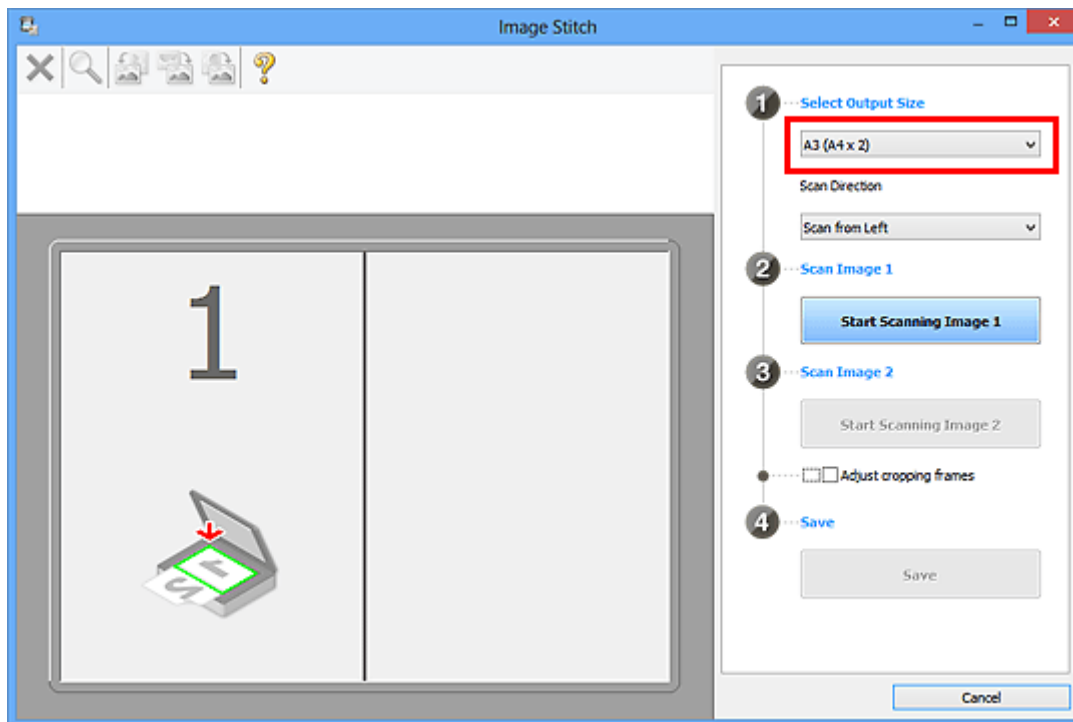 Image Stitch
1
Select Output Size
A3 (A4 x 2)
Scan Direction
Scan from Left
2
Scan Image 1
Start Scanning Image 1
3
Scan Image 2
Start Scanning Image 2
Adjust cropping frames
4
Save
Save
Cancel
1
1
2